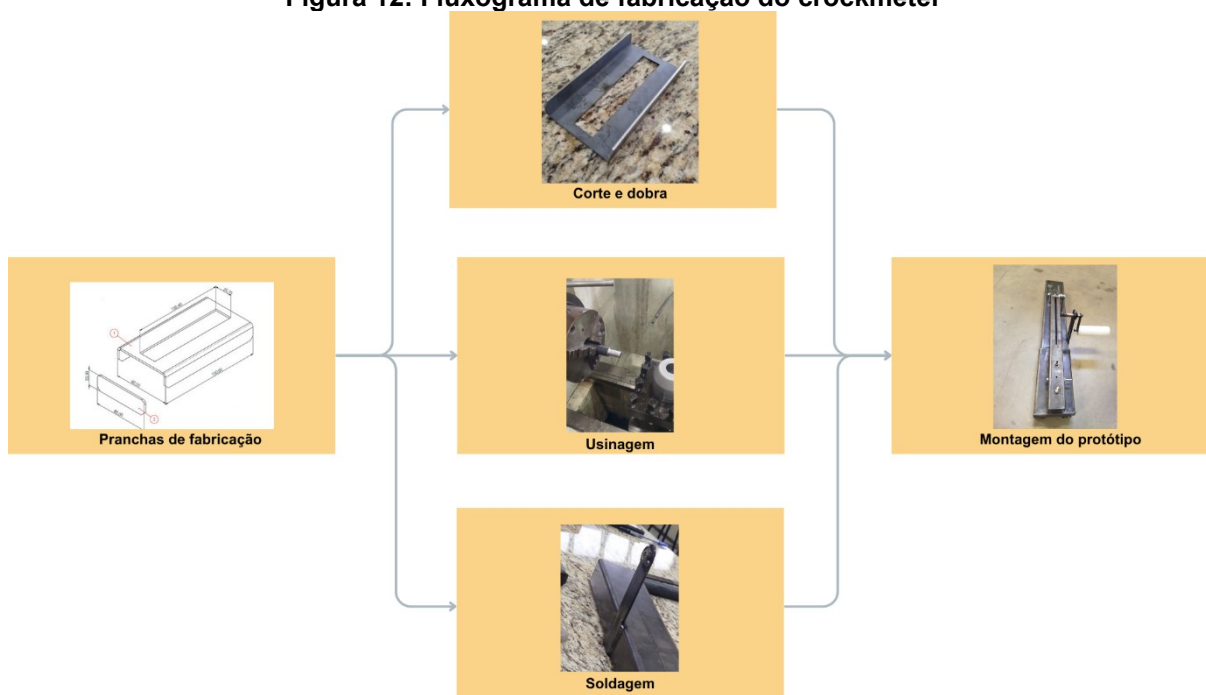 Figura 12: Fluxograma de fabricação do crockmeter
Corte e dobra
Pranchas de fabricação
Usinagem
Montagem do protótipo
Soldagem